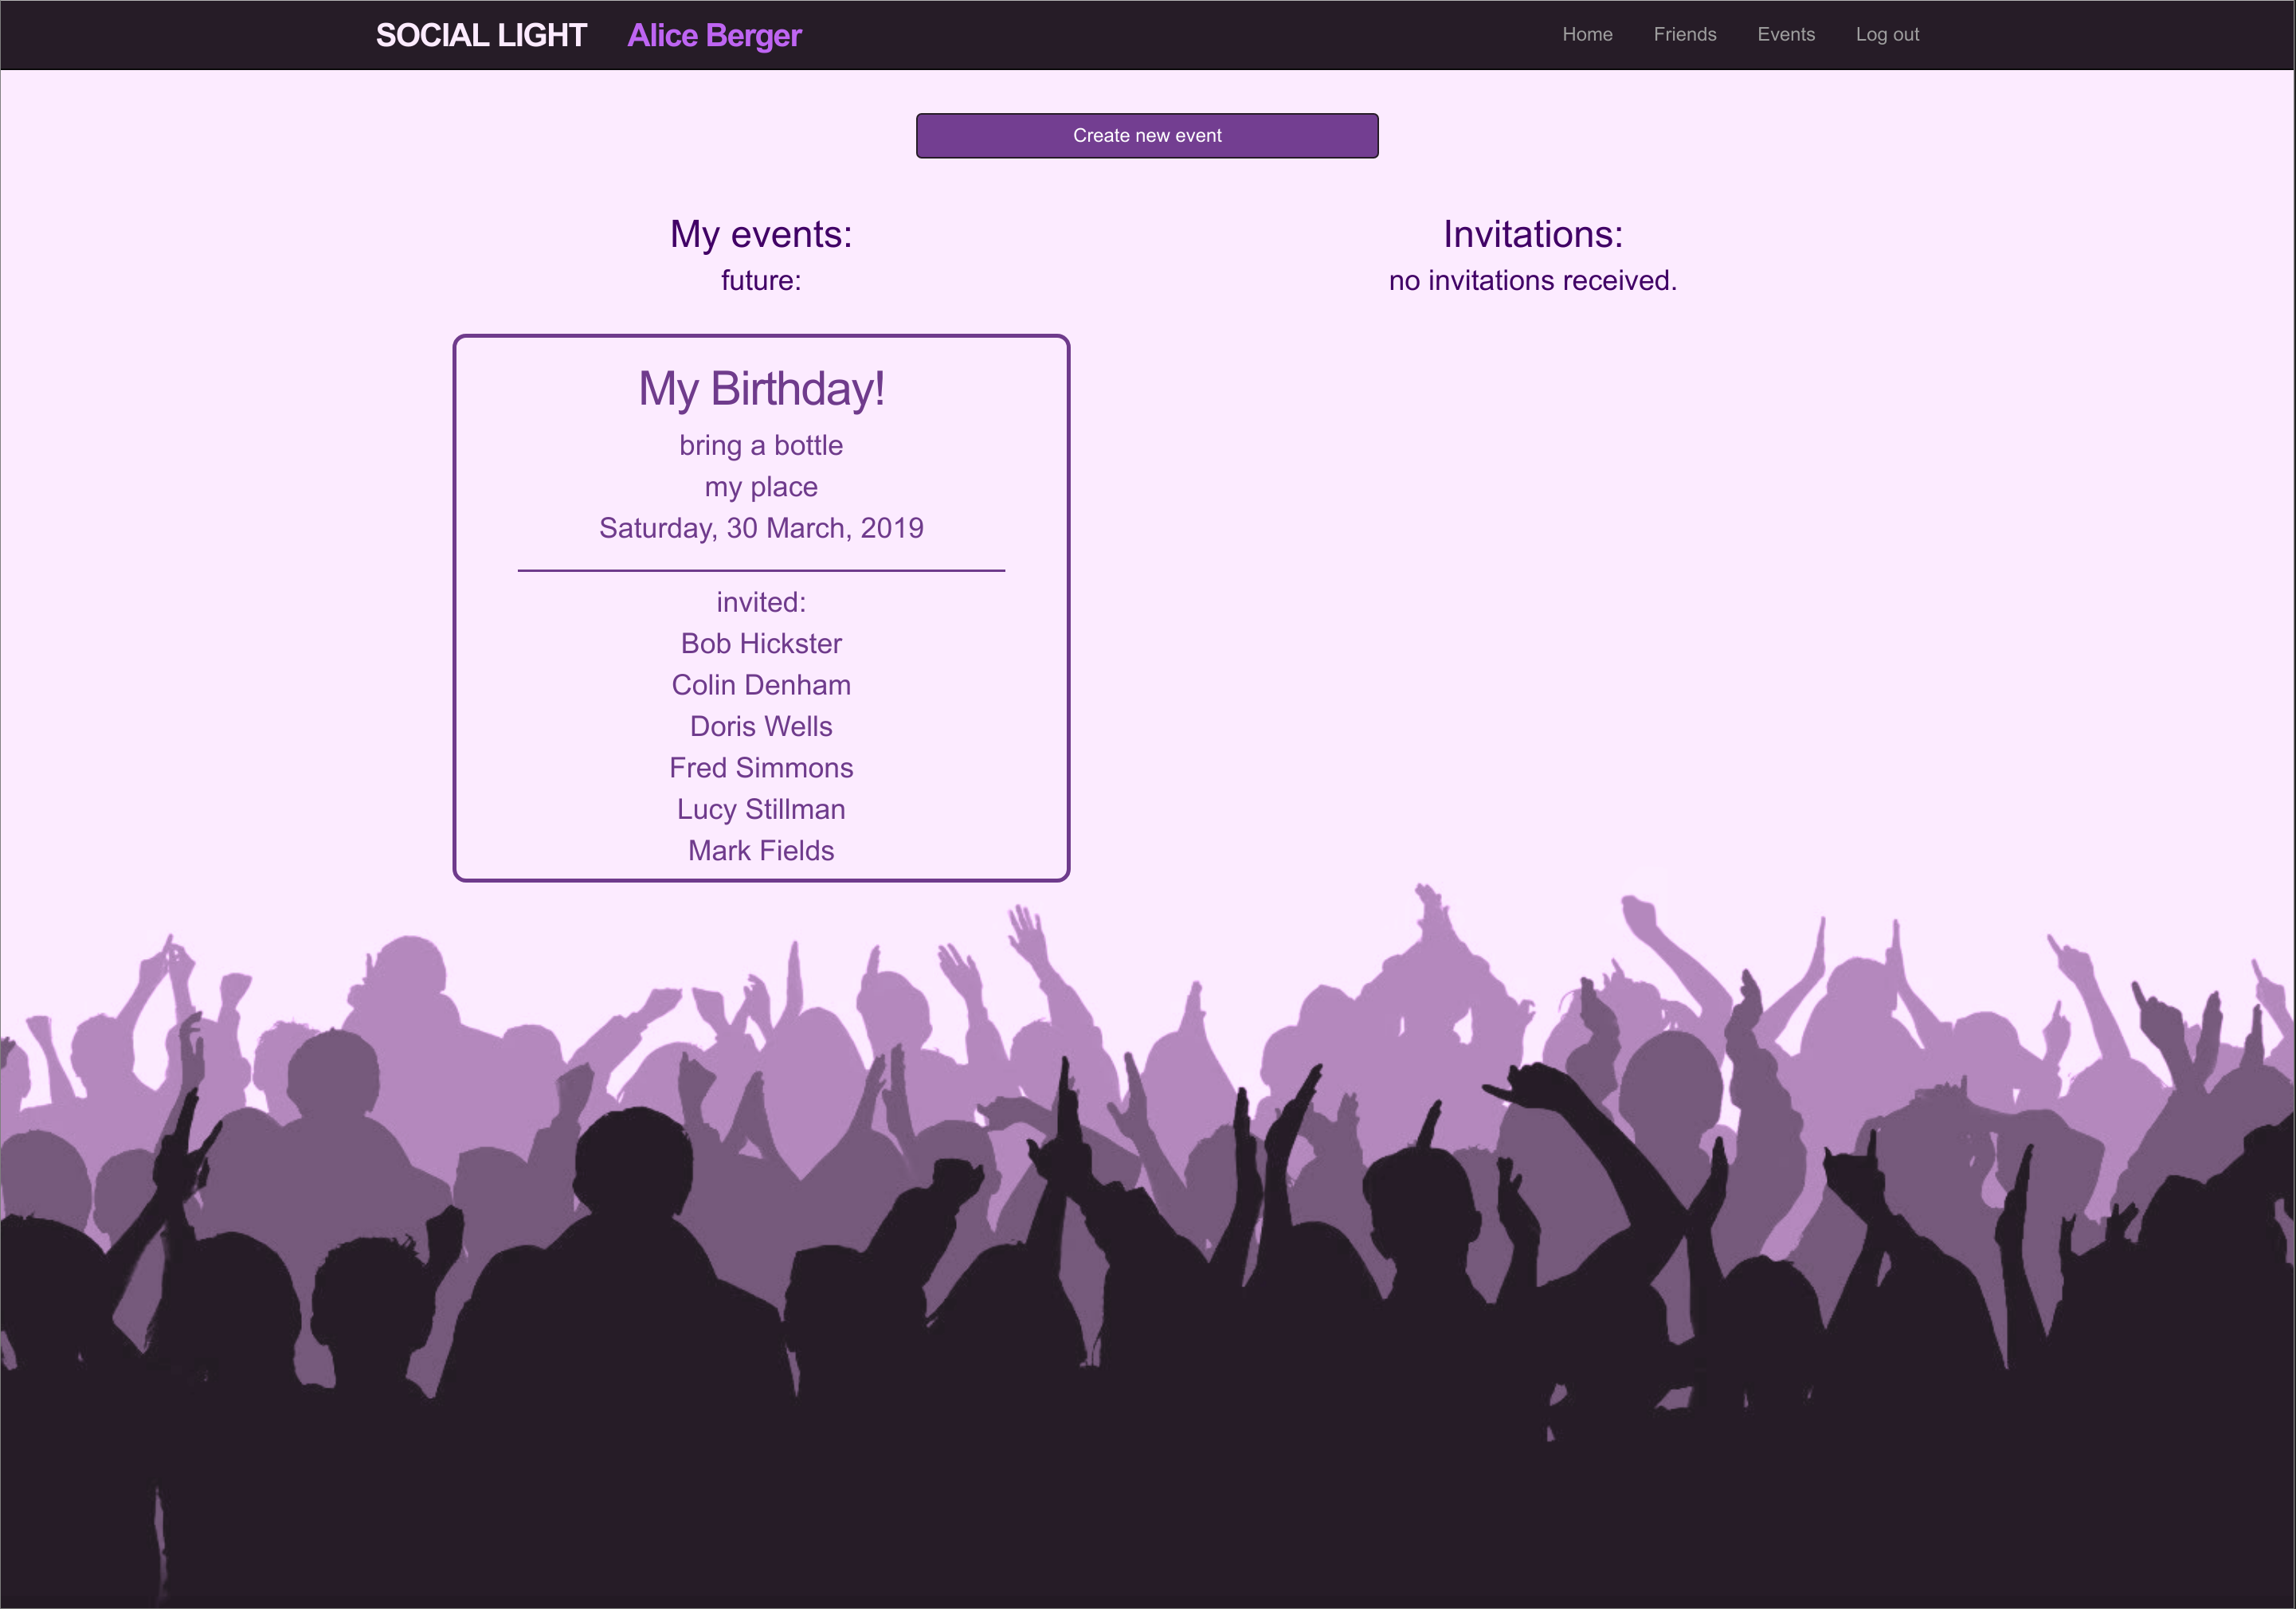 SOCIAL LIGHT Alice Berger Home Friends Events Log out
Create new event
My events:
future:
My Birthday!
bring a bottle
my place
Saturday, 30 March, 2019
invited:
Bob Hickster
Colin Denham
Doris Wells
Fred Simmons
Lucy Stillman
Mark Fields
Invitations:
no invitations received.